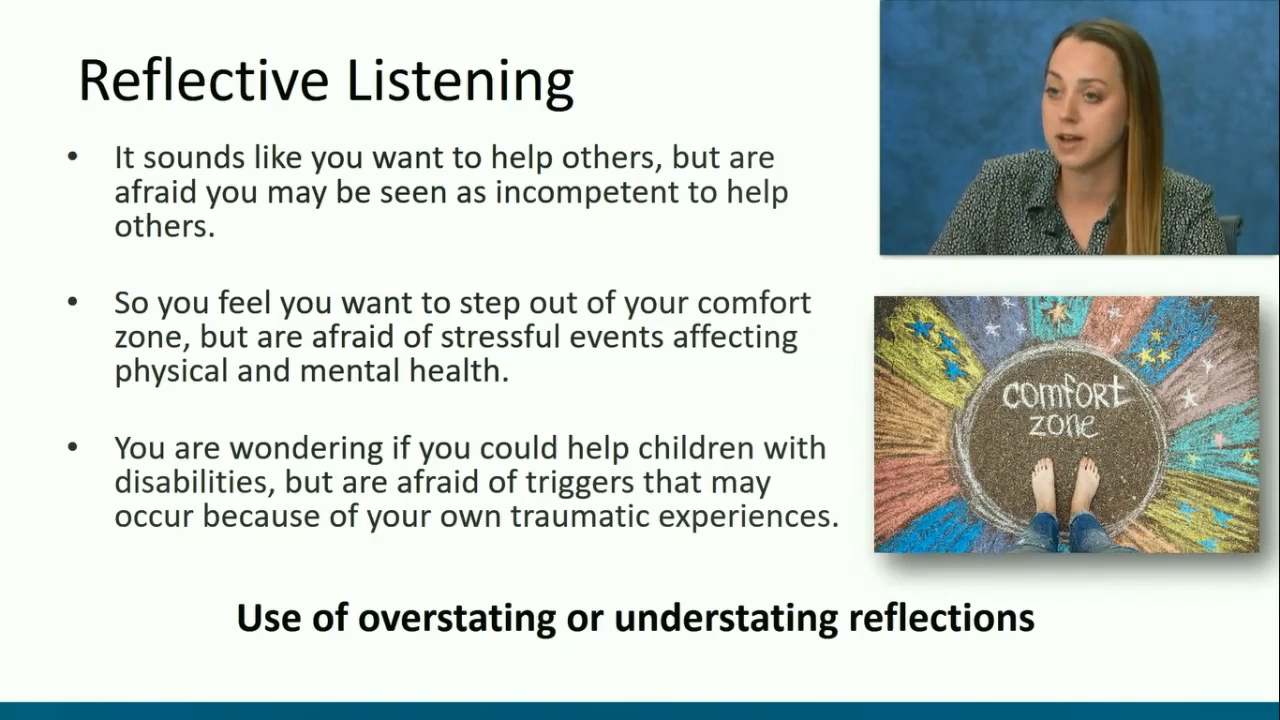 Reflective Listening
• It sounds like you want to help others, but are
afraid you may be seen as incompetent to help
others.
• So you feel you want to step out of your comfort
zone, but are afraid of stressful events affecting
physical and mental health.
• You are wondering if you could help children with
disabilities, but are afraid of triggers that may
occur because of your own traumatic experiences.
comfort
zone
Use of overstating or understating reflections